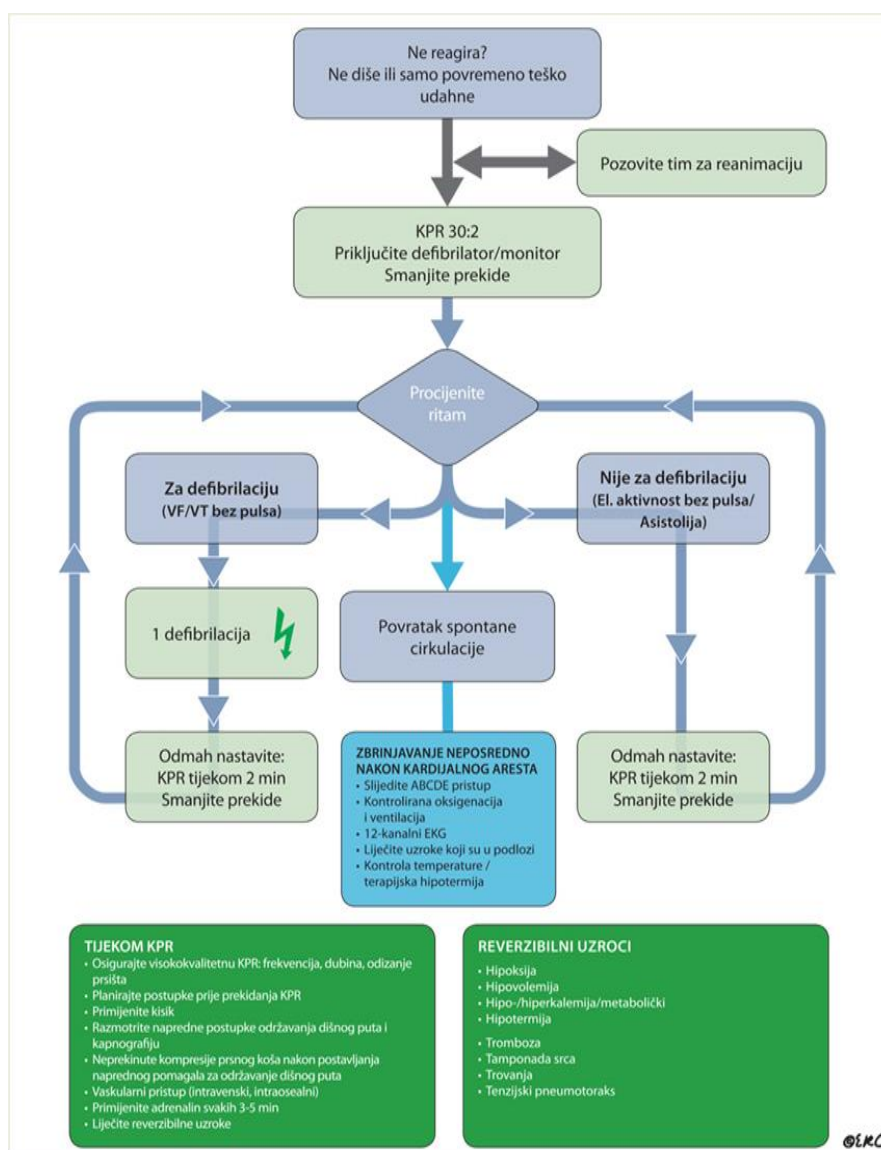 Ne reagira?
Ne diše ili samo povremeno teško
udahne
Pozovite tim za reanimaciju
KPR 30:2
Priključite defibrilator/monitor
Smanjite prekide
Procijenite
ritam
Za defibrilaciju
(VF/VT bez pulsa)
Nije za defibrilaciju
(El. aktivnost bez pulsa/
Asistolija)
1 defibrilacija
Povratak spontane
cirkulacije
Odmah nastavite:
KPR tijekom 2 min
Smanjite prekide
ZBRINJAVANJE NEPOSREDNO
NAKON KARDIJALNOG ARESTA
• Slijedite ABCDE pristup
• Kontrolirana oksigenacija
i ventilacija
• 12-kanalni EKG
• Liječite uzroke koji su u podlozi
• Kontrola temperature /
terapijska hipotermija
Odmah nastavite:
KPR tijekom 2 min
Smanjite prekide
TIJEKOM KPR
• Osigurajte visokokvalitetnu KPR: frekvencija, dubina, odizanje
prsišta
• Planirajte postupke prije prekidanja KPR
• Primijenite kisik
• Razmotrite napredne postupke održavanja dišnog puta i
kapnografiju
• Neprekinute kompresije prsnog koša nakon postavljanja
naprednog pomagala za održavanje dišnog puta
• Vaskularni pristup (intravenski, intraosealni)
• Primijenite adrenalin svakih 3-5 min
• Liječite reverzibilne uzroke
REVERZIBILNI UZROCI
• Hipoksija
• Hipovolemija
• Hipo-/hiperkalemija/metabolički
• Hipotermija
• Tromboza
• Tamponada srca
• Trovanja
• Tenzijski pneumotoraks
©ERC